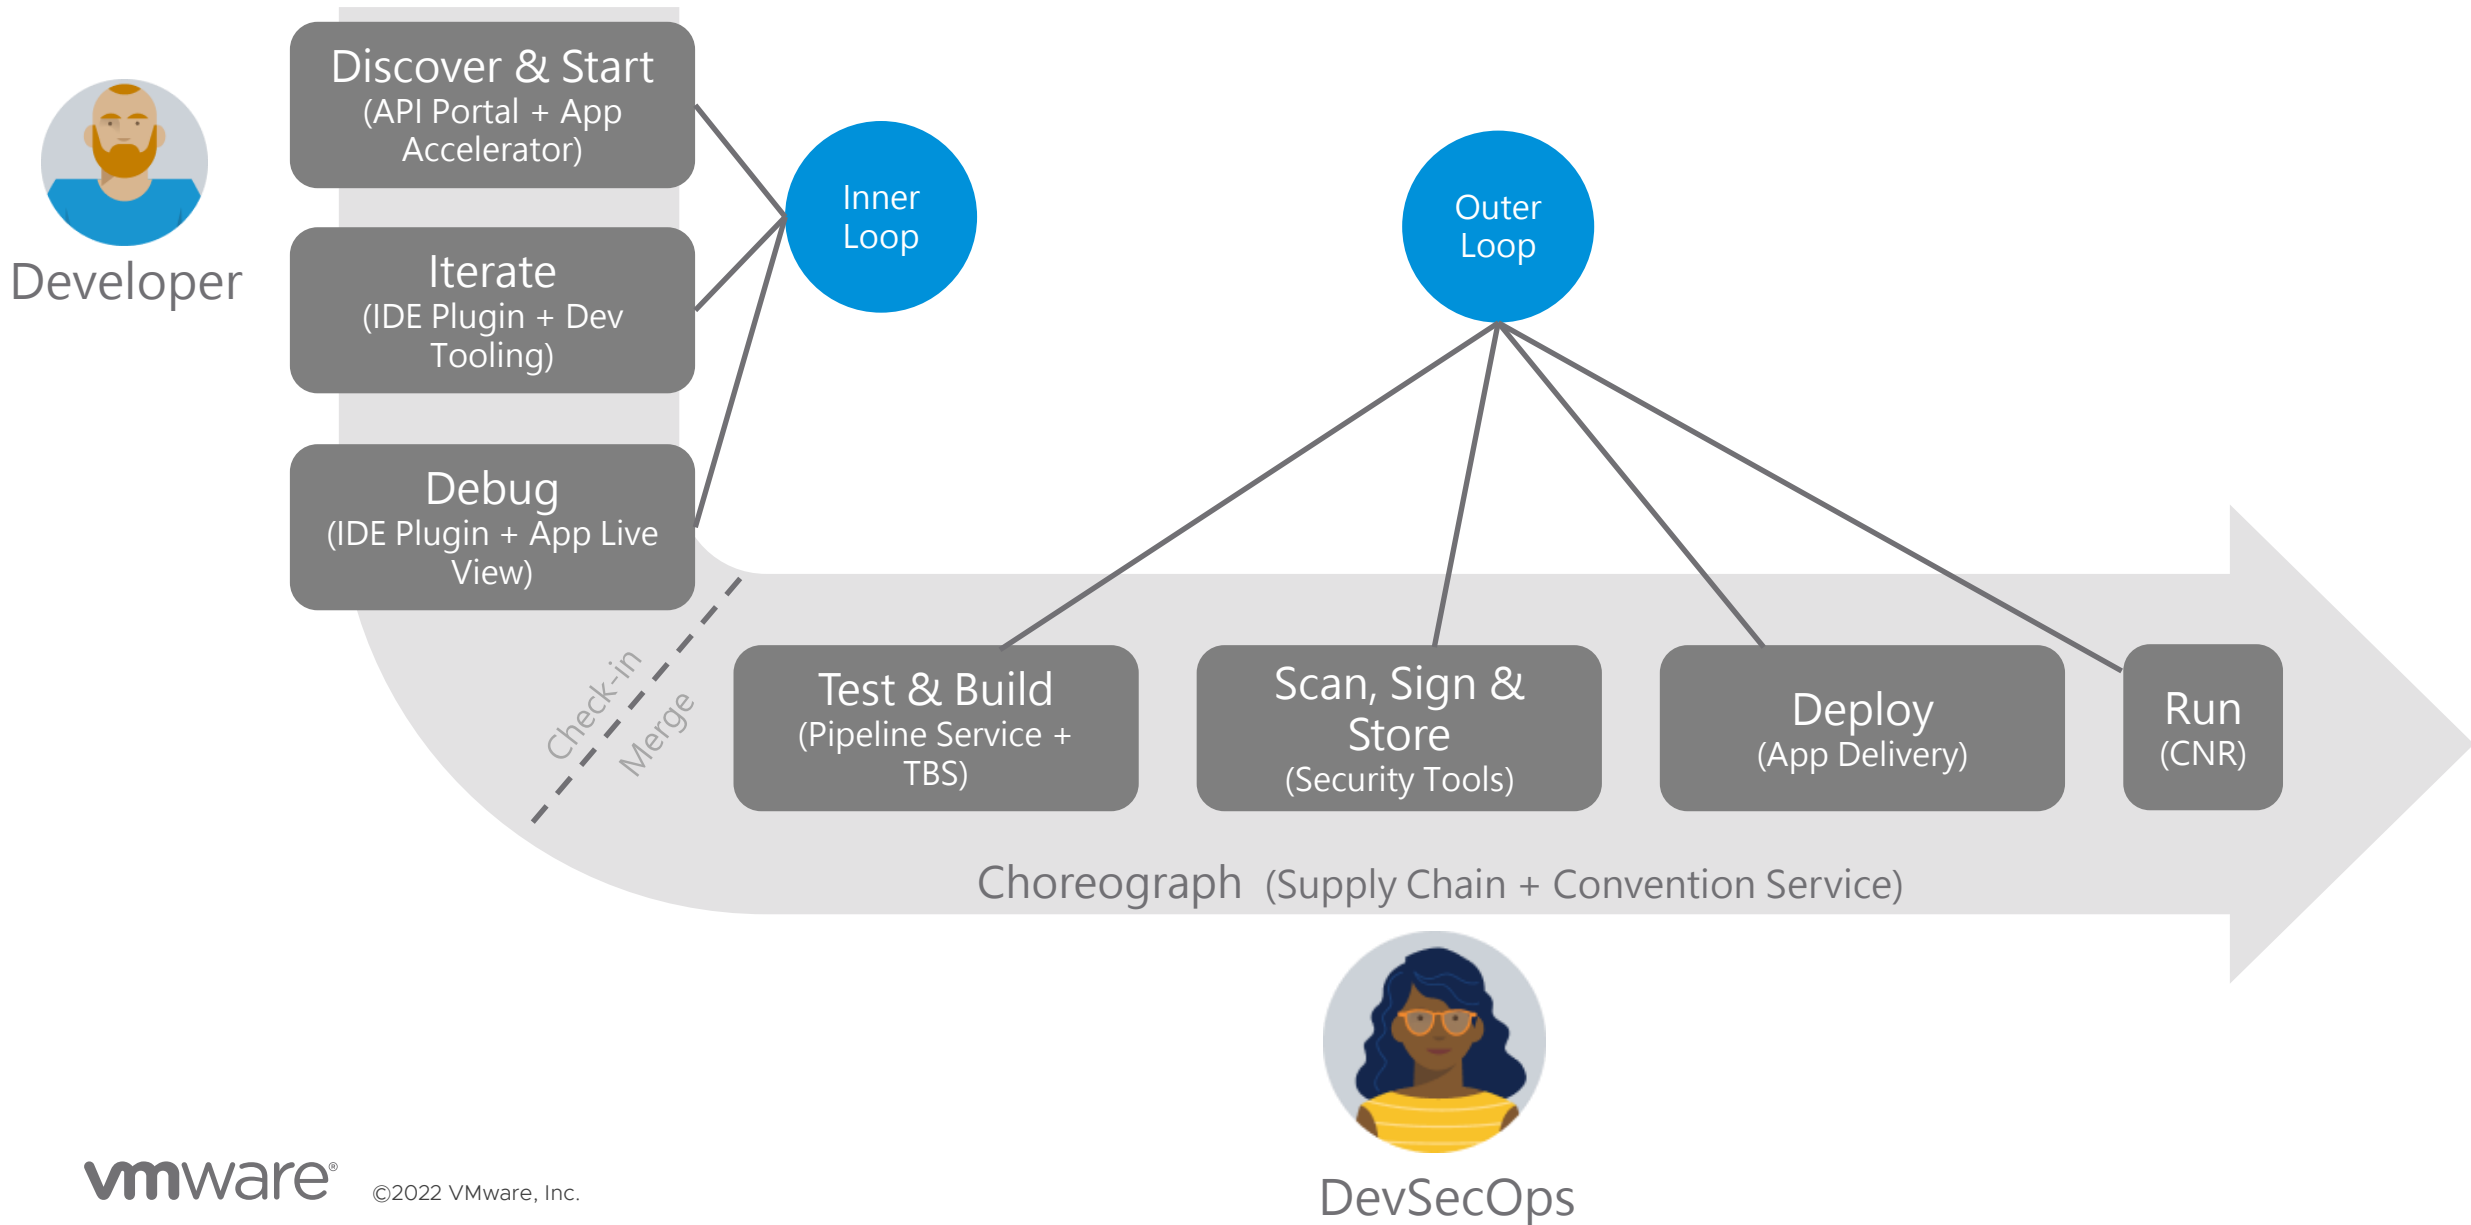 Discover & Start
(API Portal + App
Accelerator)
Developer
Iterate
(IDE Plugin + Dev
Tooling)
Debug
(IDE Plugin + App Live
View)
Inner
Loop
Outer
Loop
Check-in
Merge
Test & Build
(Pipeline Service +
TBS)
Scan, Sign &
Store
(Security Tools)
Deploy
(App Delivery)
Run
(CNR)
Choreograph (Supply Chain + Convention Service)
DevSecOps
vmware®
©2022 VMware, Inc.